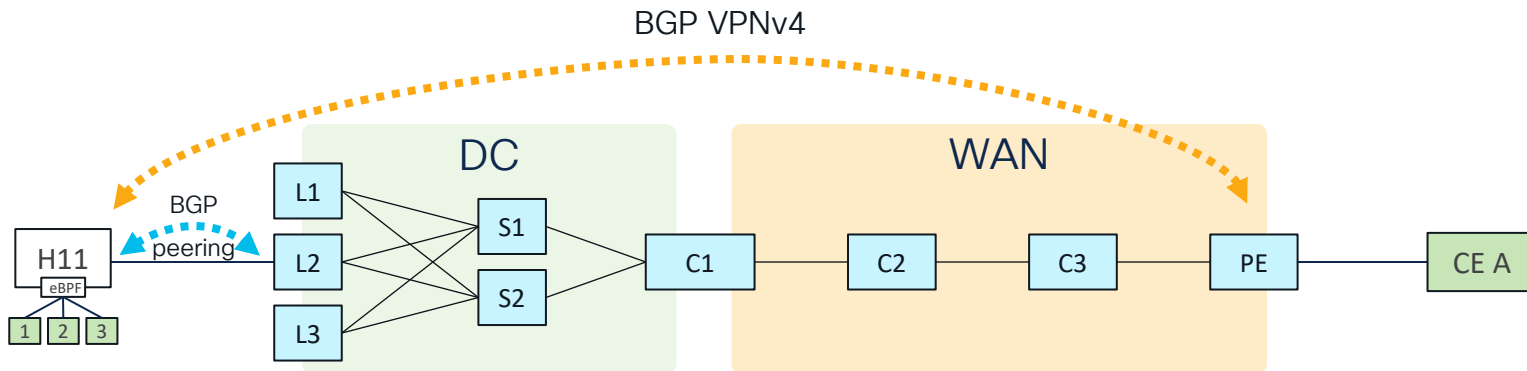 BGP VPNv4
DC
WAN
BGP
peering
L1
L2
L3
S1
S2
H11
eBPF
1 2 3
C1
C2
C3
PE
CE A